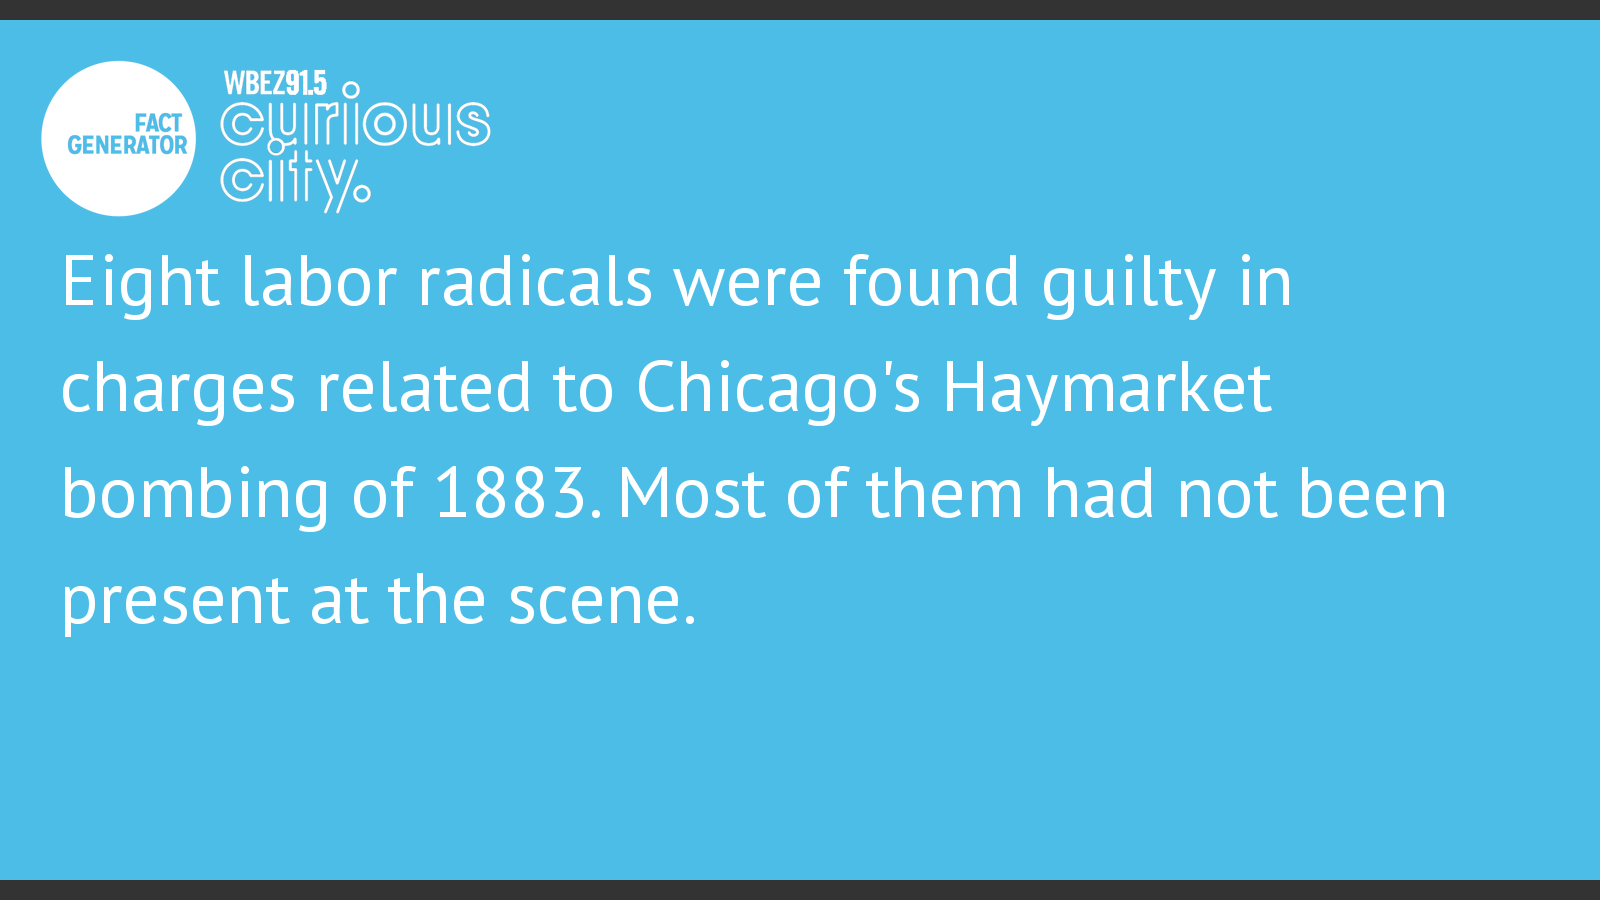 FACT
GENERATOR
WBEZ91.5
curious
city.
Eight labor radicals were found guilty in
charges related to Chicago's Haymarket
bombing of 1883. Most of them had not been
present at the scene.